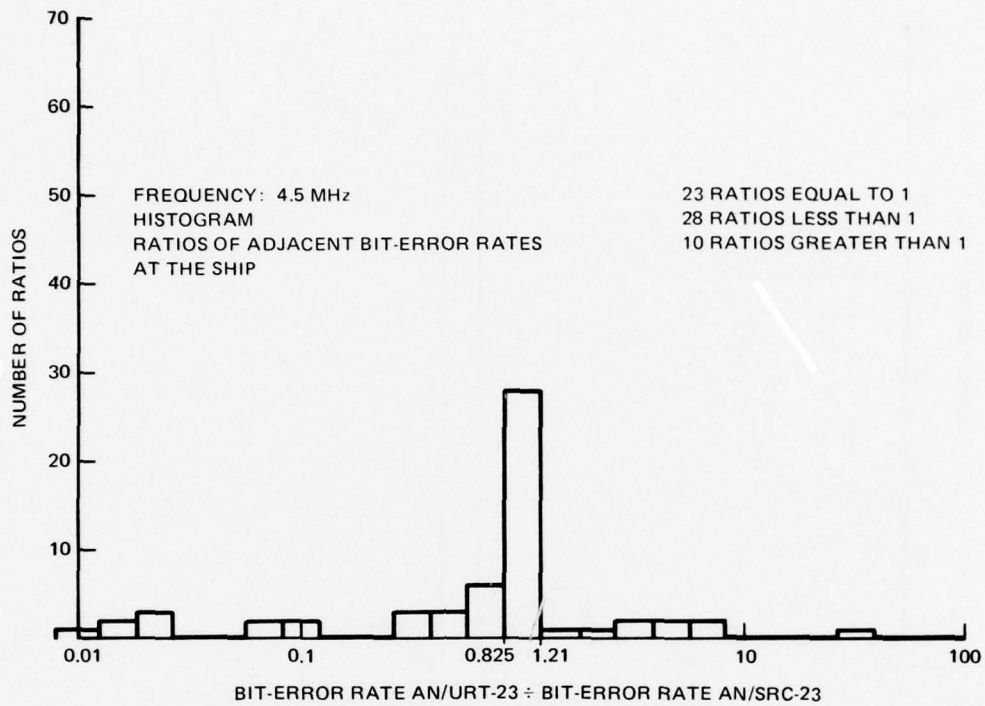 70
60
50
40
30
20
10
NUMBER OF RATIOS
FREQUENCY: 4.5 MHz
HISTOGRAM
RATIOS OF ADJACENT BIT-ERROR RATES
AT THE SHIP
23 RATIOS EQUAL TO 1
28 RATIOS LESS THAN 1
10 RATIOS GREATER THAN 1
0.01 0.1 0.825 1.21 10 100
BIT-ERROR RATE AN/URT-23 ÷ BIT-ERROR RATE AN/SRC-23